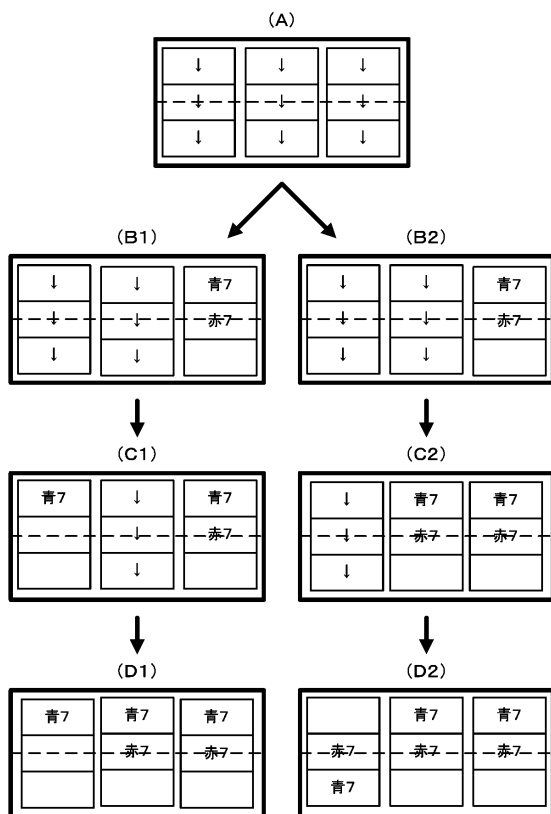 (A)
↓ ↓ ↓
↓ ↓ ↓
↓ ↓ ↓
(B1) (B2)
↓ ↓ 青7 ↓ ↓ 青7
↓ ↓ 赤7 ↓ ↓ 赤7
↓ ↓ ↓ ↓
(C1) (C2)
青7 ↓ 青7 ↓ 青7 青7
↓ 赤7 ↓ 赤7 赤7
↓ ↓
(D1) (D2)
青7 青7 青7 青7 青7
赤7 赤7 赤7 赤7 赤7
青7